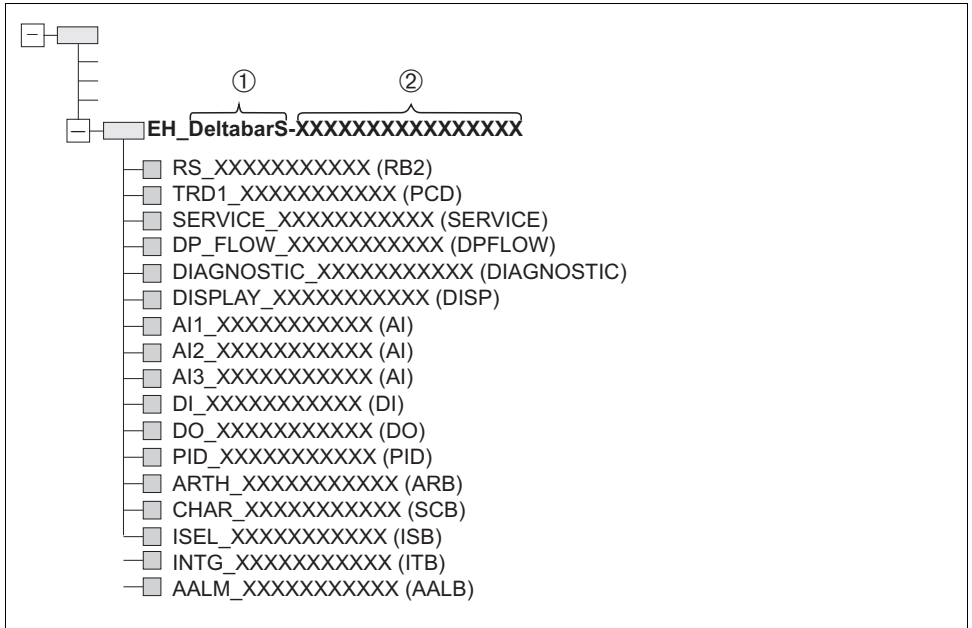 ① ②
EH_DeltabarS-XXXXXXXXXXXXXXXX
RS_XXXXXXXXXXX (RB2)
TRD1_XXXXXXXXXXX (PCD)
SERVICE_XXXXXXXXXXX (SERVICE)
DP_FLOW_XXXXXXXXXXX (DPFLOW)
DIAGNOSTIC_XXXXXXXXXXX (DIAGNOSTIC)
DISPLAY_XXXXXXXXXXX (DISP)
AI1_XXXXXXXXXXX (AI)
AI2_XXXXXXXXXXX (AI)
AI3_XXXXXXXXXXX (AI)
DI_XXXXXXXXXXX (DI)
DO_XXXXXXXXXXX (DO)
PID_XXXXXXXXXXX (PID)
ARTH_XXXXXXXXXXX (ARB)
CHAR_XXXXXXXXXXX (SCB)
ISEL_XXXXXXXXXXX (ISB)
INTG_XXXXXXXXXXX (ITB)
AALM_XXXXXXXXXXX (AALB)